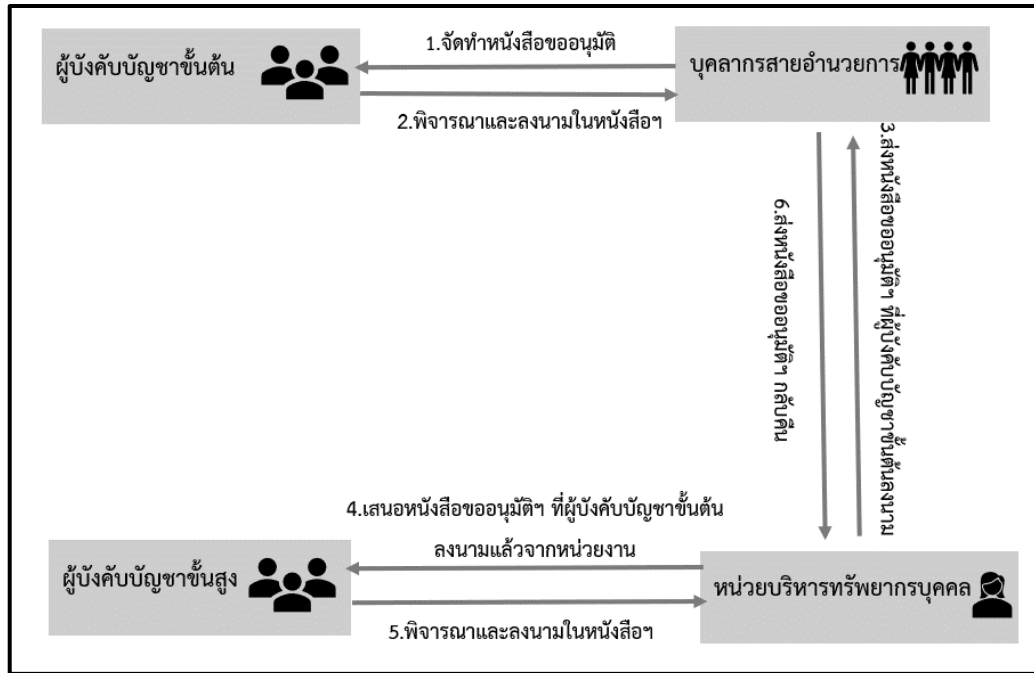 1.จัดทำหนังสือขออนุมัติ
ผู้บังคับบัญชาขั้นต้น
บุคลากรสายอำนวยการ
2.พิจารณาและลงนามในหนังสือฯ
3.ส่งหนังสือขออนุมัติฯ ที่ผู้บังคับบัญชาขั้นต้นลงนาม
6.ส่งหนังสือขออนุมัติฯ กลับคืน
4.เสนอหนังสือขออนุมัติฯ ที่ผู้บังคับบัญชาขั้นต้น
ลงนามแล้วจากหน่วยงาน
ผู้บังคับบัญชาขั้นสูง
หน่วยบริหารทรัพยากรบุคคล
5.พิจารณาและลงนามในหนังสือฯ